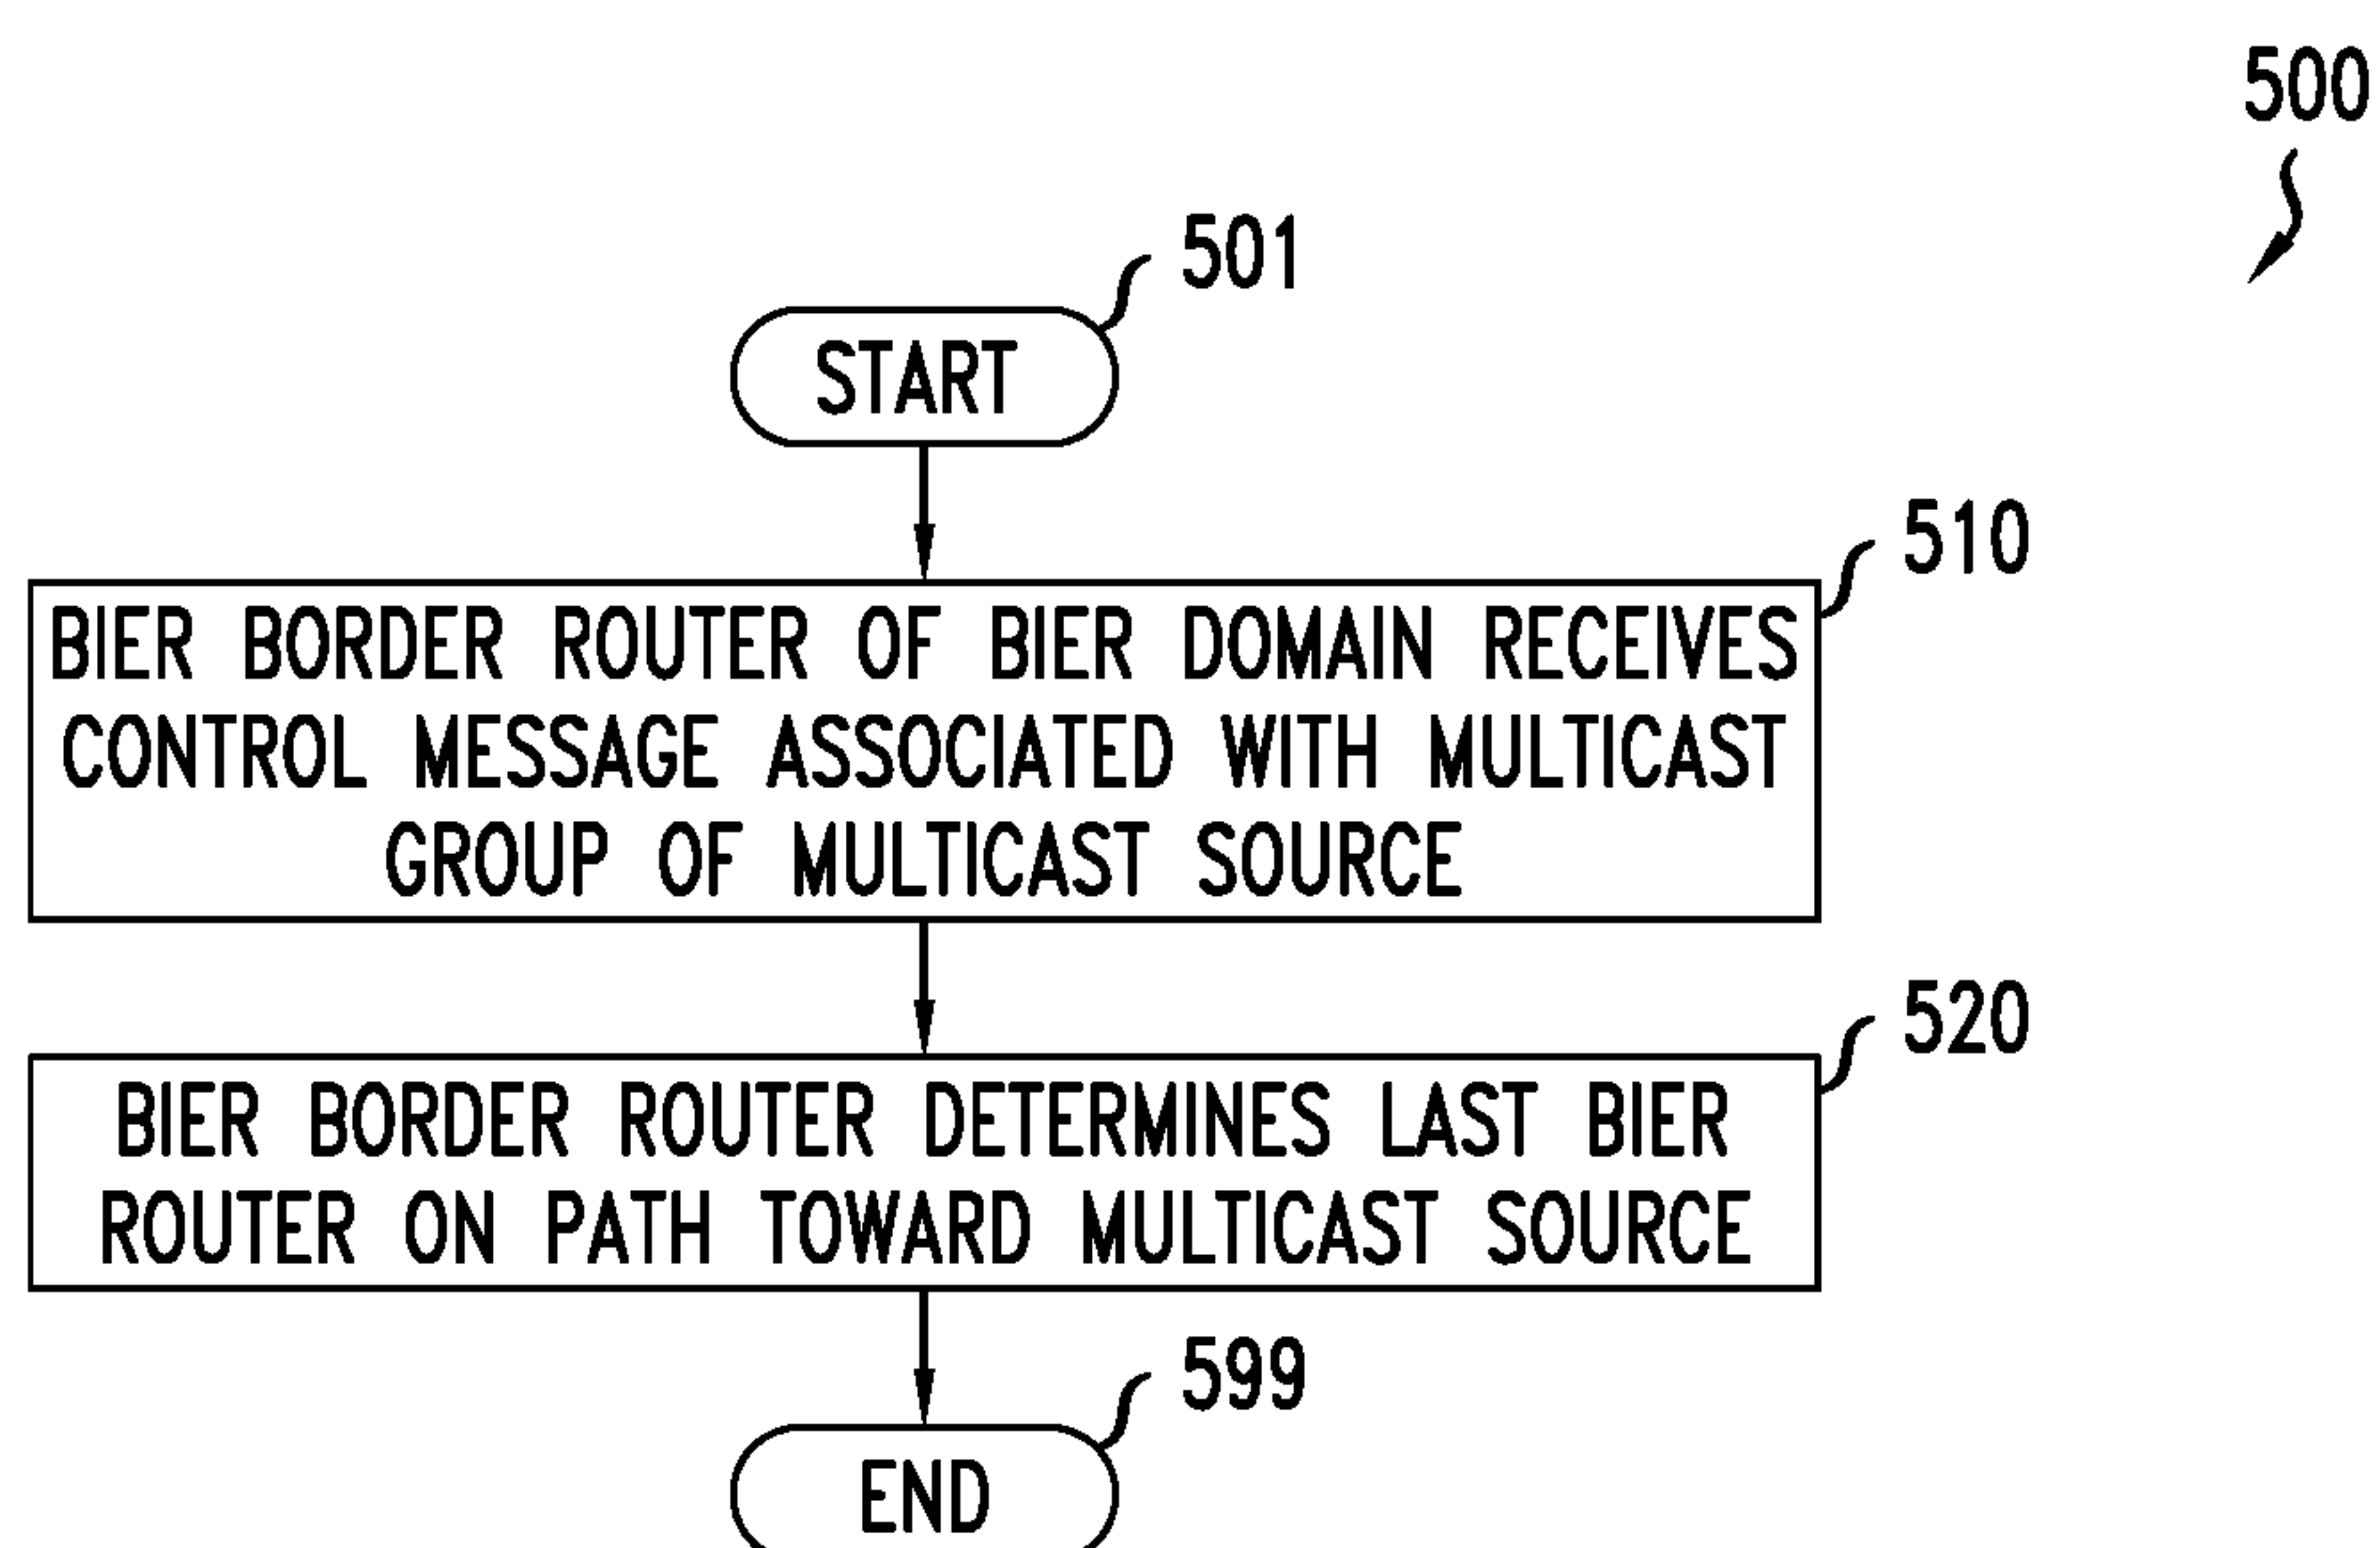 500
501
START
510
BIER BORDER ROUTER OF BIER DOMAIN RECEIVES
CONTROL MESSAGE ASSOCIATED WITH MULTICAST
GROUP OF MULTICAST SOURCE
520
BIER BORDER ROUTER DETERMINES LAST BIER
ROUTER ON PATH TOWARD MULTICAST SOURCE
599
END